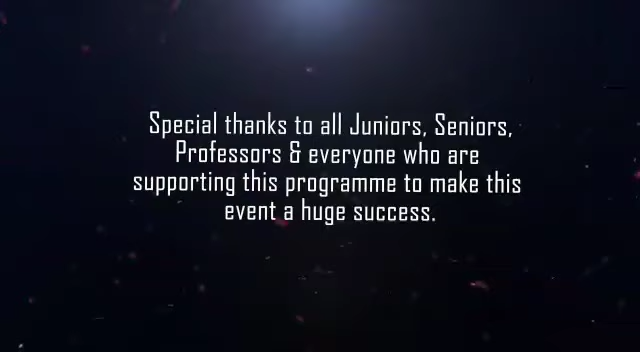 Special thanks to all Juniors, Seniors,
Professors & everyone who are
supporting this programme to make this
event a huge success.